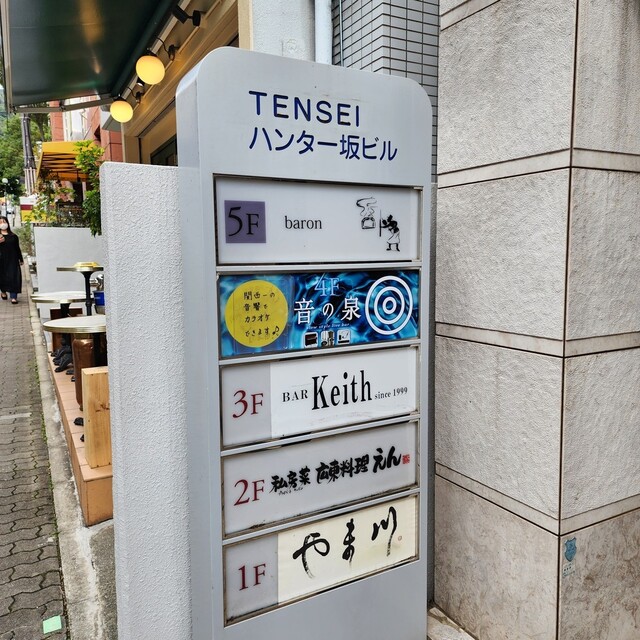 TENSEI
ハンター坂ビル
5F baron
4F
音の泉
関西一の
音響で
カラオケ
できます♪
3F BAR Keith since 1999
2F 私房菜 広東料理 えん
1F やま川